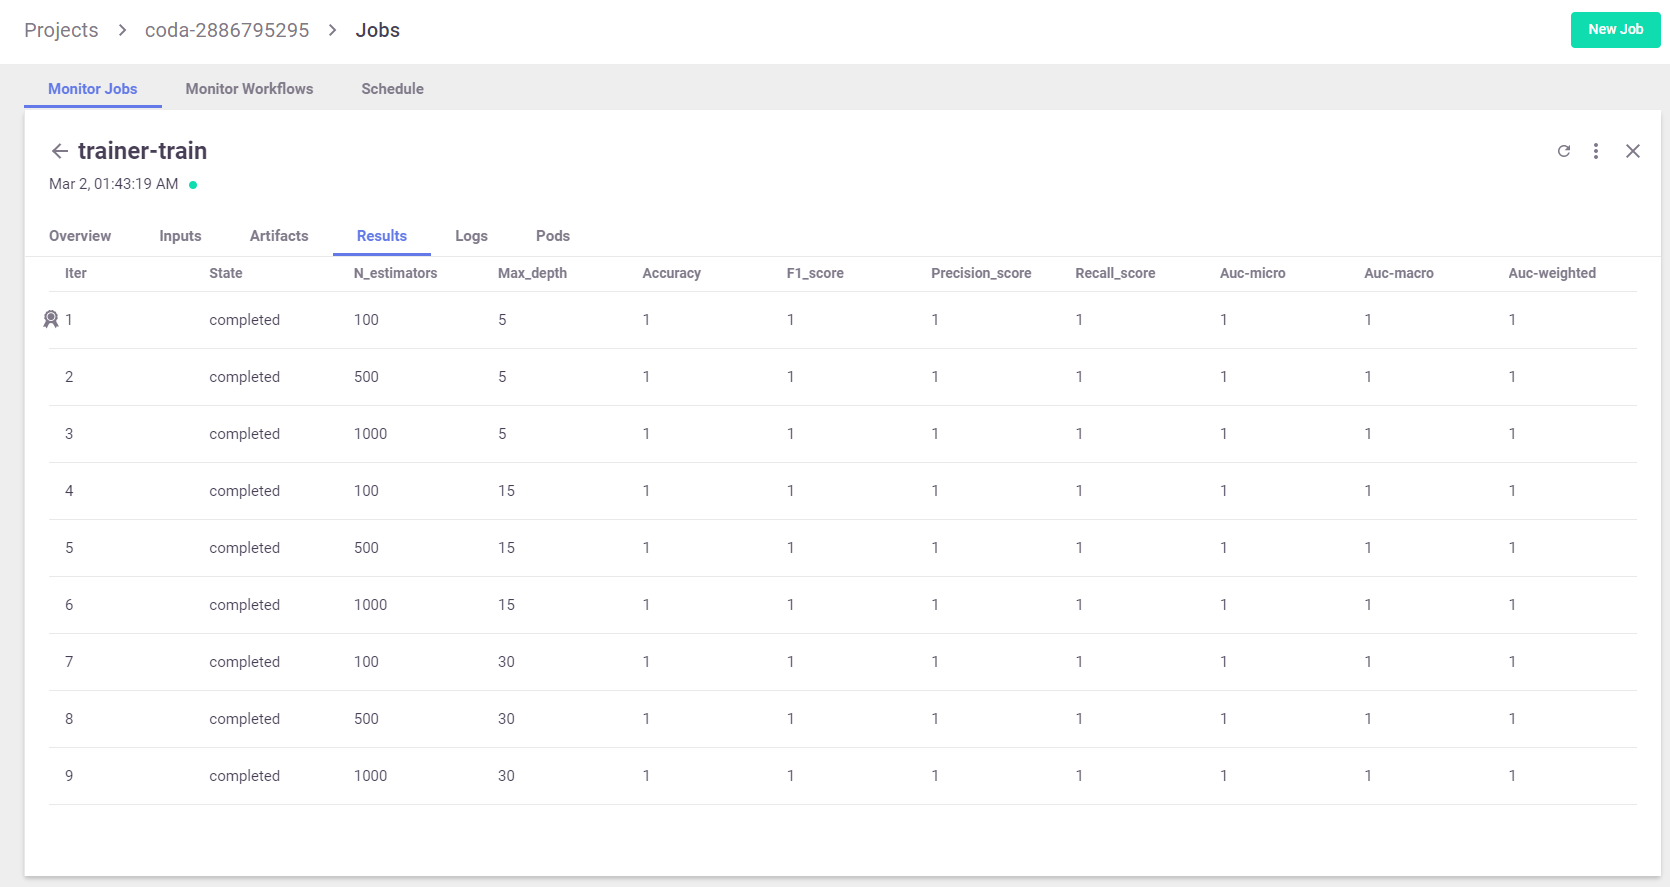 Projects > coda-2886795295 > Jobs New Job
Monitor Jobs Monitor Workflows Schedule
trainer-train
Mar 2, 01:43:19 AM
Overview Inputs Artifacts Results Logs Pods
Iter State N_estimators Max_depth Accuracy F1_score Precision_score Recall_score Auc-micro Auc-macro Auc-weighted
1 completed 100 5 1 1 1 1 1 1 1
2 completed 500 5 1 1 1 1 1 1 1
3 completed 1000 5 1 1 1 1 1 1 1
4 completed 100 15 1 1 1 1 1 1 1
5 completed 500 15 1 1 1 1 1 1 1
6 completed 1000 15 1 1 1 1 1 1 1
7 completed 100 30 1 1 1 1 1 1 1
8 completed 500 30 1 1 1 1 1 1 1
9 completed 1000 30 1 1 1 1 1 1 1